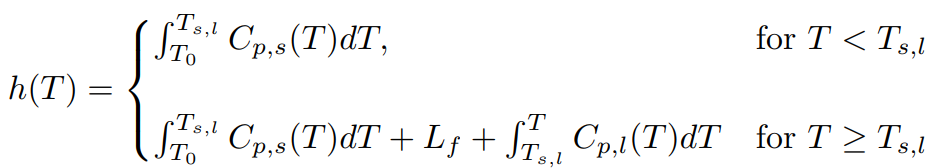 h(T) = { ∫_{T_0}^{T_{s,l}} C_{p,s}(T)dT, for T < T_{s,l}
∫_{T_0}^{T_{s,l}} C_{p,s}(T)dT + L_f + ∫_{T_{s,l}}^{T} C_{p,l}(T)dT for T ≥ T_{s,l}